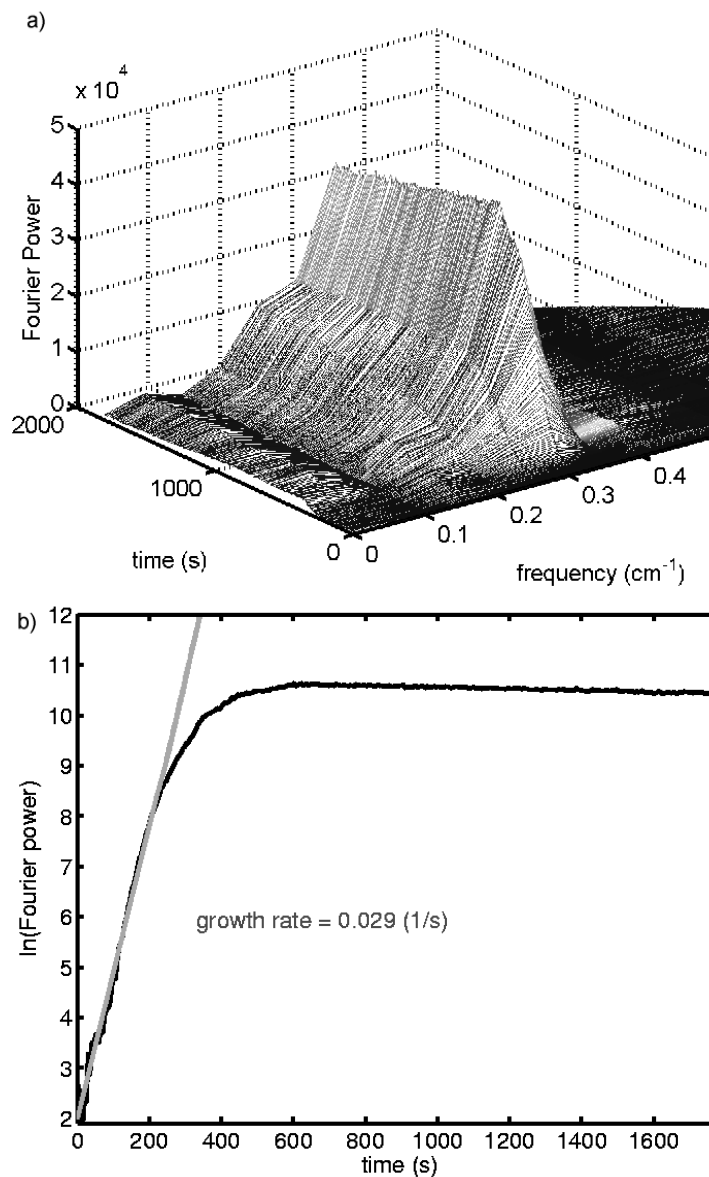 a)
x 10^4
5
4
3
2
1
0
Fourier Power
2000
1000
0
time (s)
0
0.1
0.2
0.3
0.4
frequency (cm^-1)
b)
12
11
10
9
8
7
6
5
4
3
2
ln(Fourier power)
growth rate = 0.029 (1/s)
0 200 400 600 800 1000 1200 1400 1600
time (s)